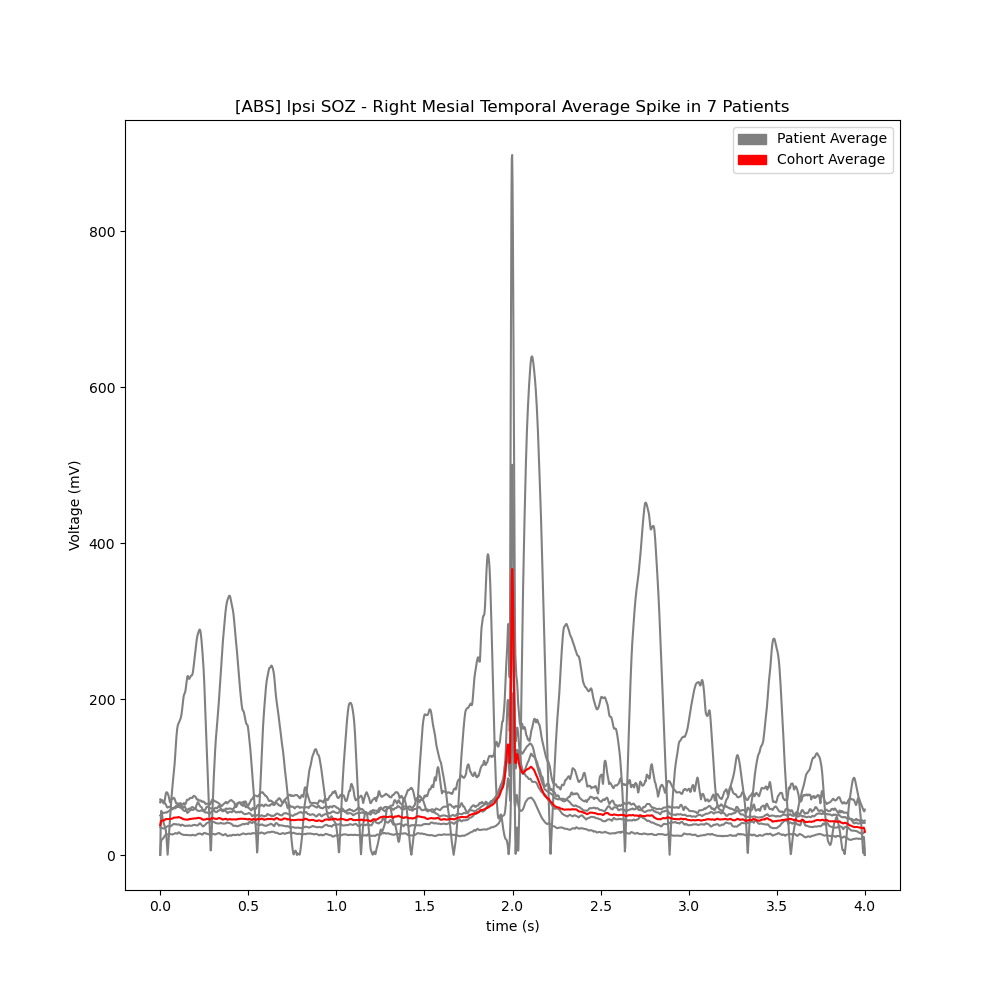 [ABS] Ipsi SOZ - Right Mesial Temporal Average Spike in 7 Patients
Patient Average
Cohort Average
Voltage (mV)
800
600
400
200
0
0.0 0.5 1.0 1.5 2.0 2.5 3.0 3.5 4.0
time (s)